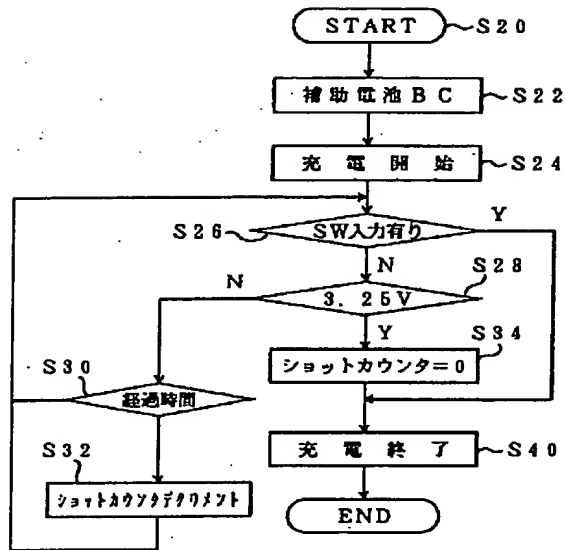 START
S20
補助電池BC
S22
充電開始
S24
SW入力有り
Y
S26
N
S28
N
3.25V
Y
S34
S30
ショットカウンタ=0
経過時間
S32
充電終了
S40
ショットカウンタデクリメント
END